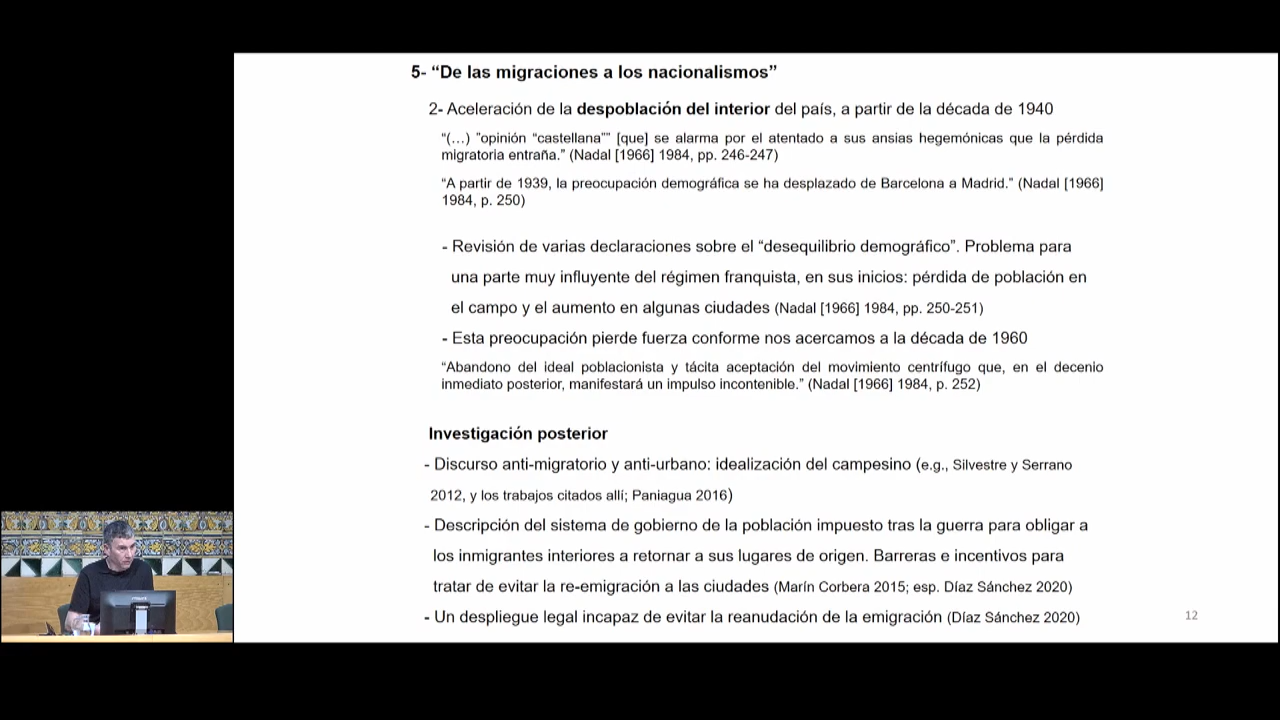 5- “De las migraciones a los nacionalismos”
2- Aceleración de la despoblación del interior del país, a partir de la década de 1940
“(…) ”opinión “castellana”” [que] se alarma por el atentado a sus ansias hegemónicas que la pérdida
migratoria entraña.” (Nadal [1966] 1984, pp. 246-247)
“A partir de 1939, la preocupación demográfica se ha desplazado de Barcelona a Madrid.” (Nadal [1966]
1984, p. 250)
- Revisión de varias declaraciones sobre el “desequilibrio demográfico”. Problema para
una parte muy influyente del régimen franquista, en sus inicios: pérdida de población en
el campo y el aumento en algunas ciudades (Nadal [1966] 1984, pp. 250-251)
- Esta preocupación pierde fuerza conforme nos acercamos a la década de 1960
“Abandono del ideal poblacionista y tácita aceptación del movimiento centrífugo que, en el decenio
inmediato posterior, manifestará un impulso incontenible.” (Nadal [1966] 1984, p. 252)
Investigación posterior
- Discurso anti-migratorio y anti-urbano: idealización del campesino (e.g., Silvestre y Serrano
2012, y los trabajos citados allí; Paniagua 2016)
- Descripción del sistema de gobierno de la población impuesto tras la guerra para obligar a
los inmigrantes interiores a retornar a sus lugares de origen. Barreras e incentivos para
tratar de evitar la re-emigración a las ciudades (Marín Corbera 2015; esp. Díaz Sánchez 2020)
- Un despliegue legal incapaz de evitar la reanudación de la emigración (Díaz Sánchez 2020)
12